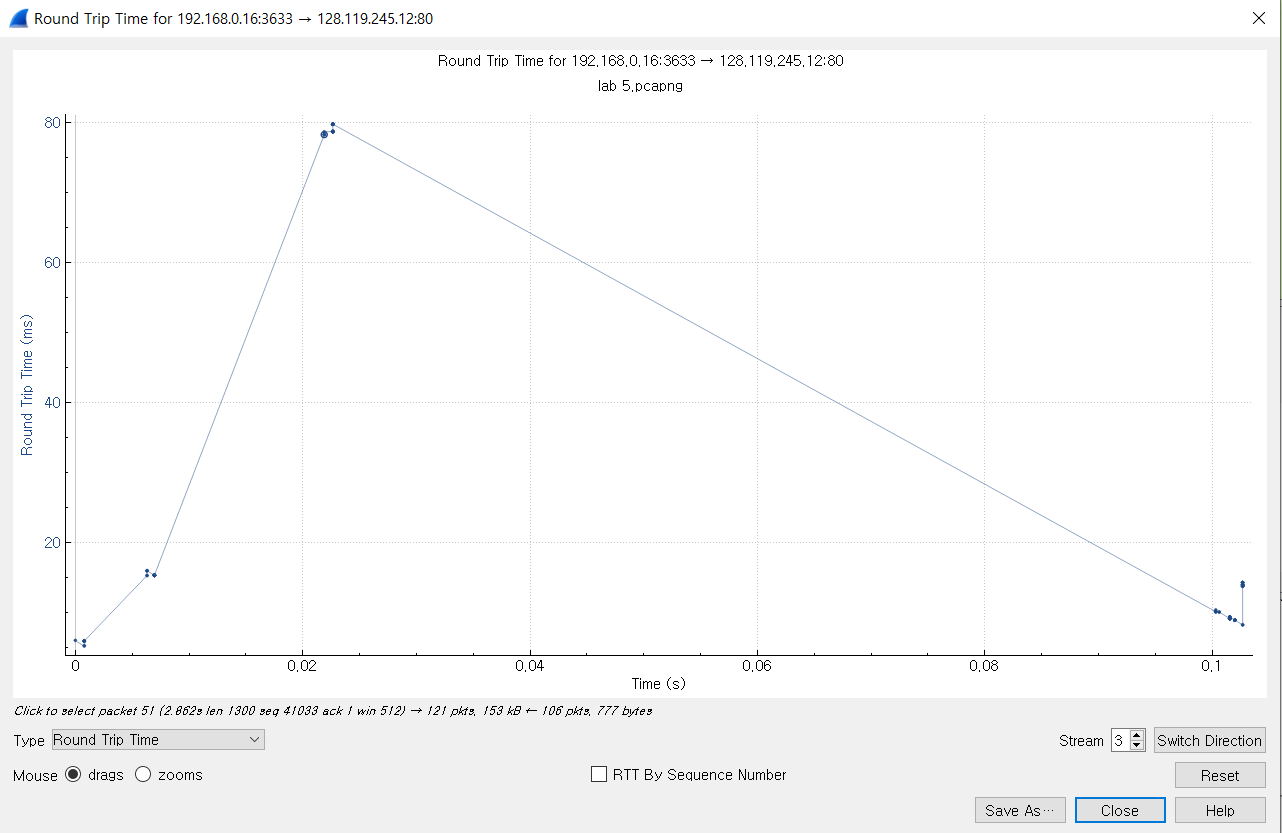 Round Trip Time for 192.168.0.16:3633 → 128.119.245.12:80
Round Trip Time for 192.168.0.16:3633 → 128.119.245.12:80
lab 5.pcapng
80
60
40
20
Round Trip Time (ms)
0 0.02 0.04 0.06 0.08 0.1
Time (s)
Click to select packet 51 (2.862s len 1300 seq 41033 ack 1 win 512) → 121 pkts, 153 kB ← 106 pkts, 777 bytes
Type Round Trip Time Stream 3 Switch Direction
Mouse drags zooms RTT By Sequence Number Reset
Save As… Close Help